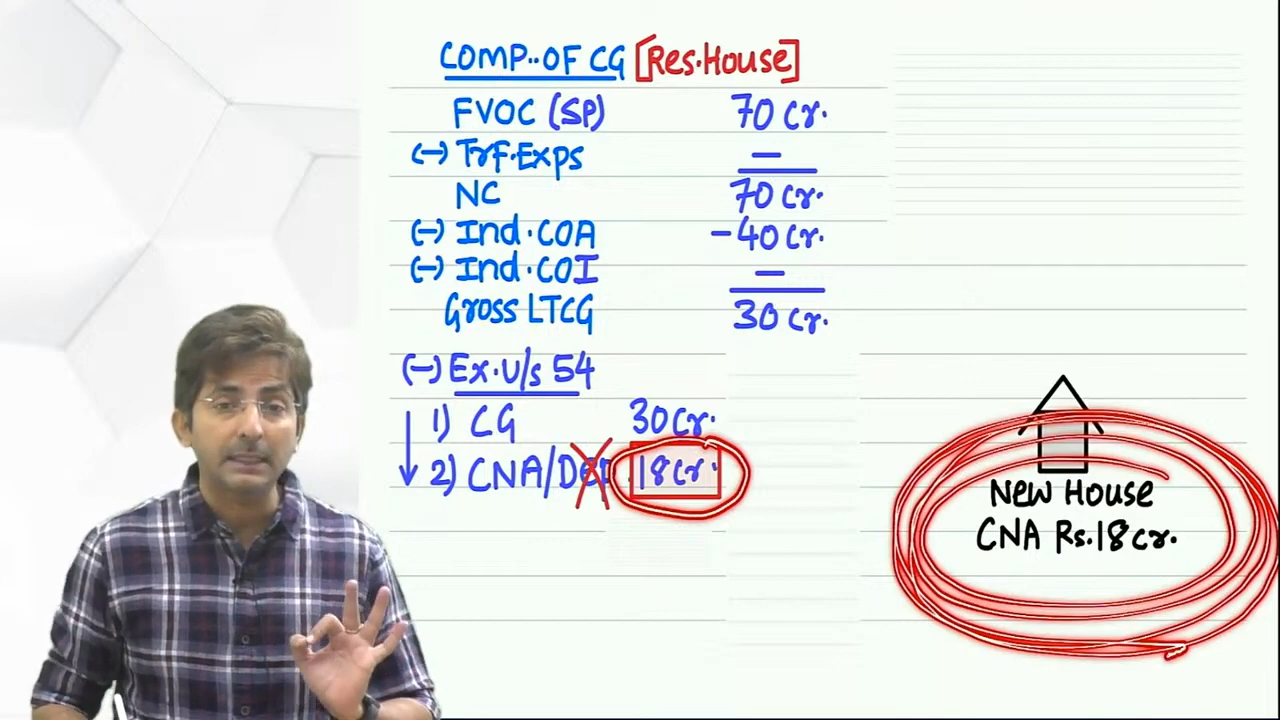 COMP..OF CG [Res.House]
FVOC (SP) 70 Cr.
(-) Trf.Exps —
NC 70 Cr.
(-) Ind.COA -40 Cr.
(-) Ind.COI —
Gross LTCG 30 Cr.
(-) Ex.U/s 54
1) CG 30 Cr.
2) CNA/Dep 18 Cr.
New House
CNA Rs.18 cr.